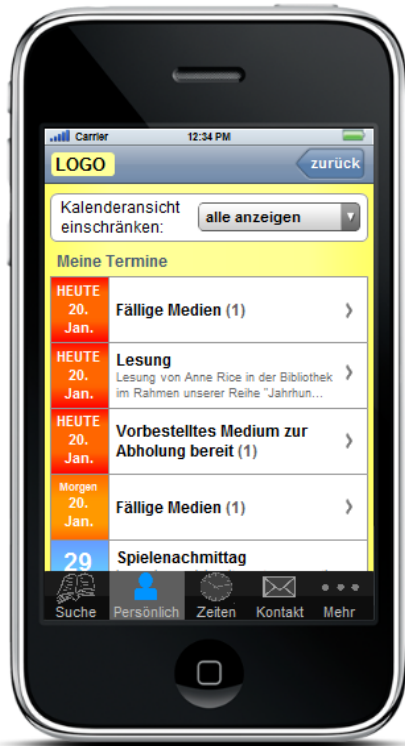 Carrier 12:34 PM
LOGO zurück
Kalenderansicht
einschränken:
alle anzeigen
Meine Termine
HEUTE
20.
Jan.
Fällige Medien (1)
HEUTE
20.
Jan.
Lesung
Lesung von Anne Rice in der Bibliothek
im Rahmen unserer Reihe "Jahrhun...
HEUTE
20.
Jan.
Vorbestelltes Medium zur
Abholung bereit (1)
Morgen
20.
Jan.
Fällige Medien (1)
29
Spielenachmittag
Suche Persönlich Zeiten Kontakt Mehr